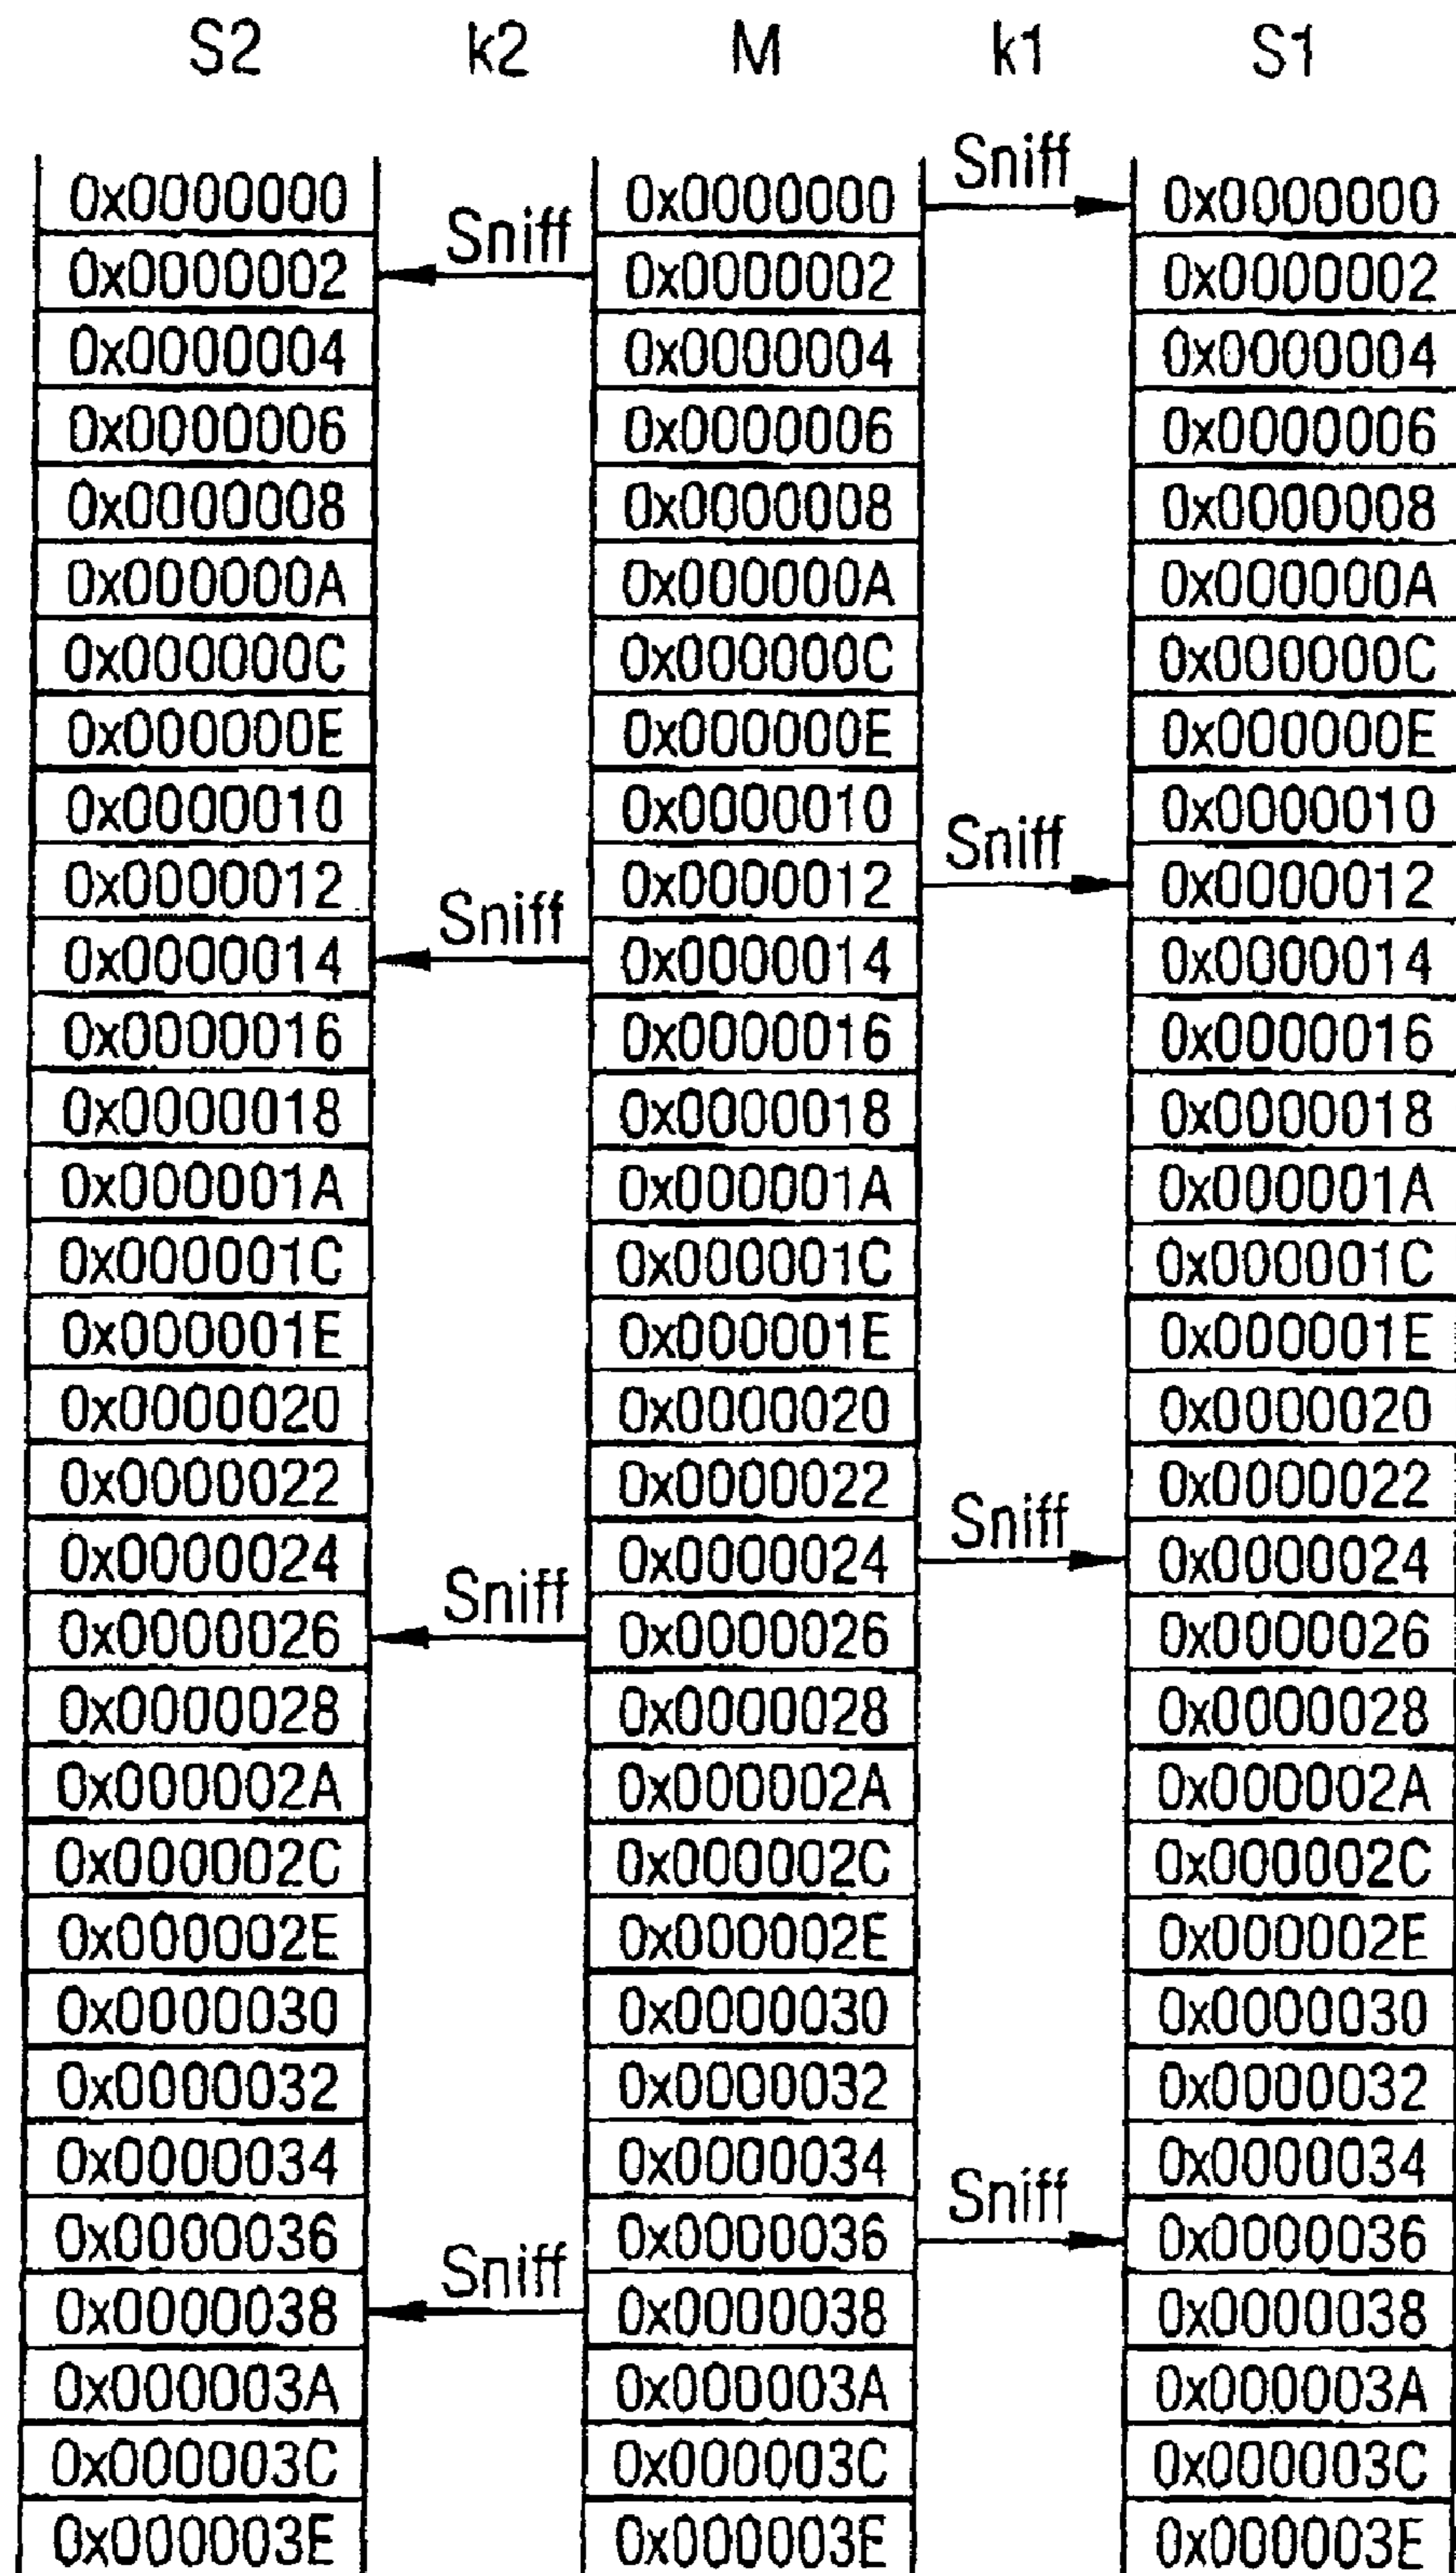 S2 k2 M k1 S1
Sniff
0x0000000 0x0000000 0x0000000
Sniff
0x0000002 0x0000002 0x0000002
0x0000004 0x0000004 0x0000004
0x0000006 0x0000006 0x0000006
0x0000008 0x0000008 0x0000008
0x000000A 0x000000A 0x000000A
0x000000C 0x000000C 0x000000C
0x000000E 0x000000E 0x000000E
0x0000010 0x0000010 0x0000010
Sniff
0x0000012 0x0000012 0x0000012
Sniff
0x0000014 0x0000014 0x0000014
0x0000016 0x0000016 0x0000016
0x0000018 0x0000018 0x0000018
0x000001A 0x000001A 0x000001A
0x000001C 0x000001C 0x000001C
0x000001E 0x000001E 0x000001E
0x0000020 0x0000020 0x0000020
0x0000022 0x0000022 0x0000022
Sniff
0x0000024 0x0000024 0x0000024
Sniff
0x0000026 0x0000026 0x0000026
0x0000028 0x0000028 0x0000028
0x000002A 0x000002A 0x000002A
0x000002C 0x000002C 0x000002C
0x000002E 0x000002E 0x000002E
0x0000030 0x0000030 0x0000030
0x0000032 0x0000032 0x0000032
0x0000034 0x0000034 0x0000034
Sniff
0x0000036 0x0000036 0x0000036
Sniff
0x0000038 0x0000038 0x0000038
0x000003A 0x000003A 0x000003A
0x000003C 0x000003C 0x000003C
0x000003E 0x000003E 0x000003E